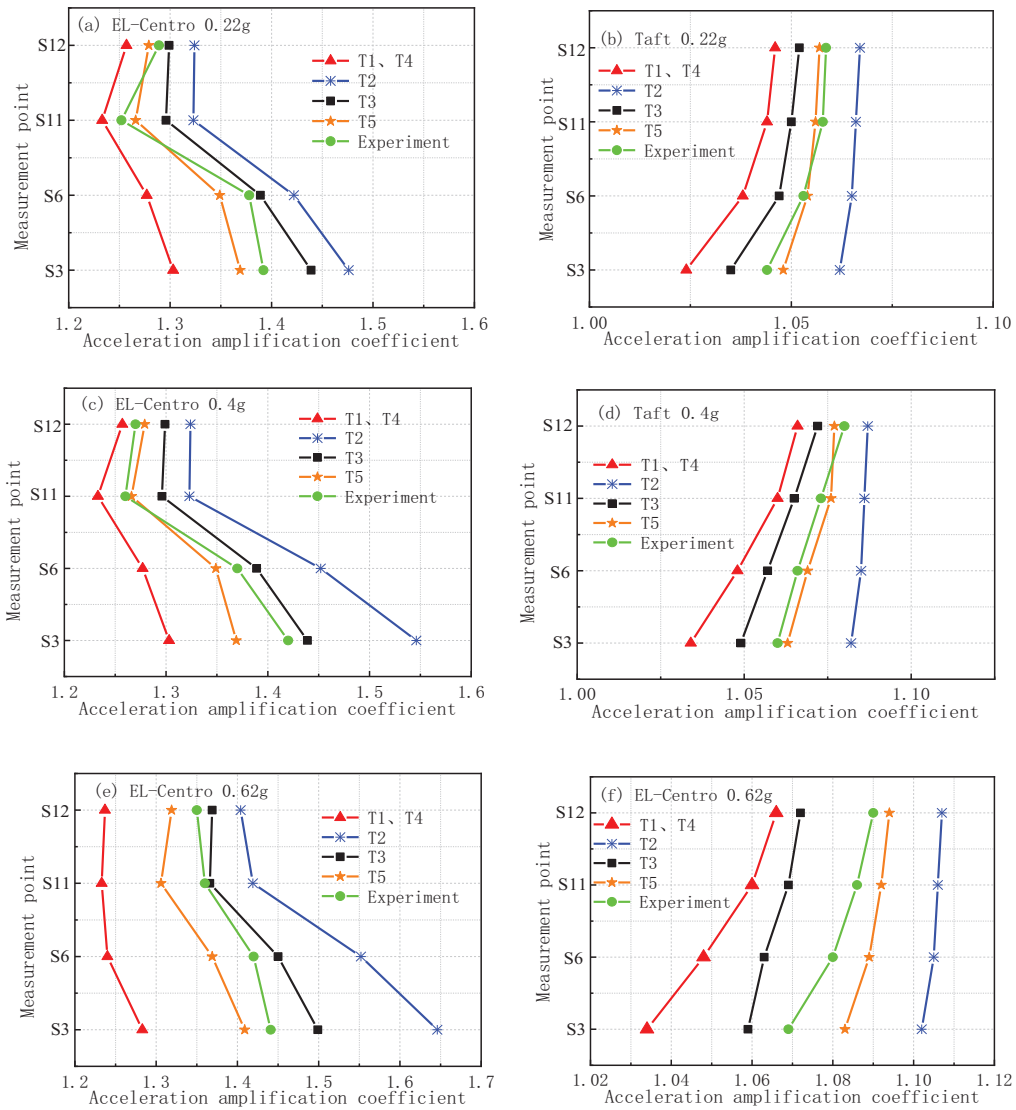 (a) EL-Centro 0.22g
S12
S11
S6
S3
Measurement point
T1、T4
T2
T3
T5
Experiment
1.2
1.3
1.4
1.5
1.6
Acceleration amplification coefficient
(b) Taft 0.22g
S12
S11
S6
S3
Measurement point
T1、T4
T2
T3
T5
Experiment
1.00
1.05
1.10
Acceleration amplification coefficient
(c) EL-Centro 0.4g
S12
S11
S6
S3
Measurement point
T1、T4
T2
T3
T5
Experiment
1.2
1.3
1.4
1.5
1.6
Acceleration amplification coefficient
(d) Taft 0.4g
S12
S11
S6
S3
Measurement point
T1、T4
T2
T3
T5
Experiment
1.00
1.05
1.10
Acceleration amplification coefficient
(e) EL-Centro 0.62g
S12
S11
S6
S3
Measurement point
T1、T4
T2
T3
T5
Experiment
1.2
1.3
1.4
1.5
1.6
1.7
Acceleration amplification coefficient
(f) EL-Centro 0.62g
S12
S11
S6
S3
Measurement point
T1、T4
T2
T3
T5
Experiment
1.02
1.04
1.06
1.08
1.10
1.12
Acceleration amplification coefficient